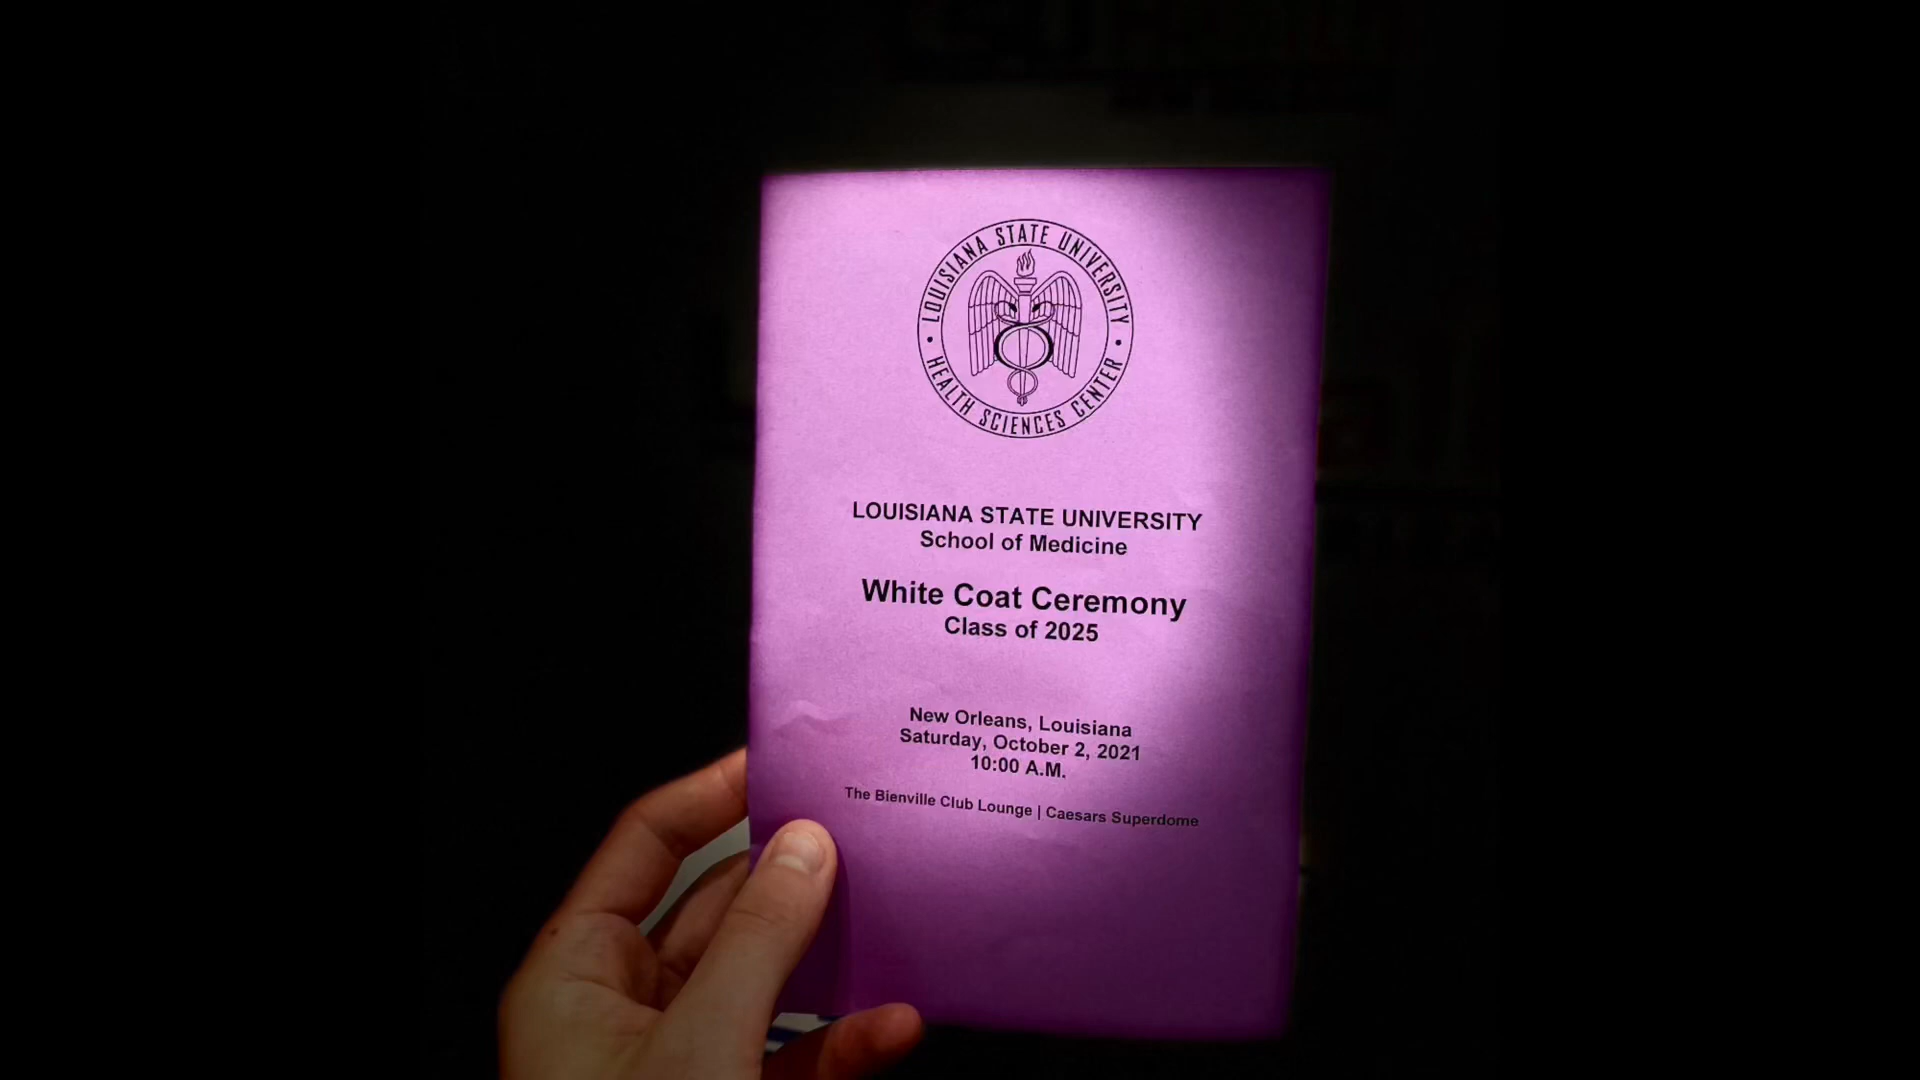 LOUISIANA STATE UNIVERSITY
HEALTH SCIENCES CENTER
LOUISIANA STATE UNIVERSITY
School of Medicine
White Coat Ceremony
Class of 2025
New Orleans, Louisiana
Saturday, October 2, 2021
10:00 A.M.
The Bienville Club Lounge | Caesars Superdome